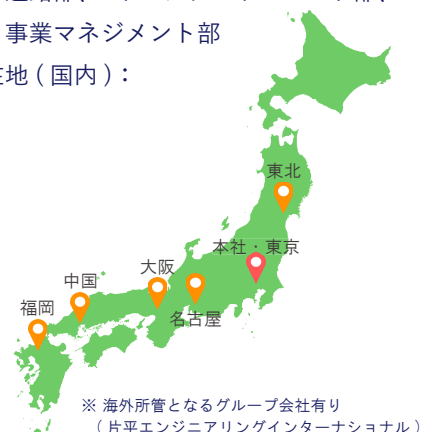 事業マネジメント部
在地(国内)：
東北
本社・東京
大阪
中国
福岡
名古屋
※ 海外所管となるグループ会社有り
(片平エンジニアリングインターナショナル)